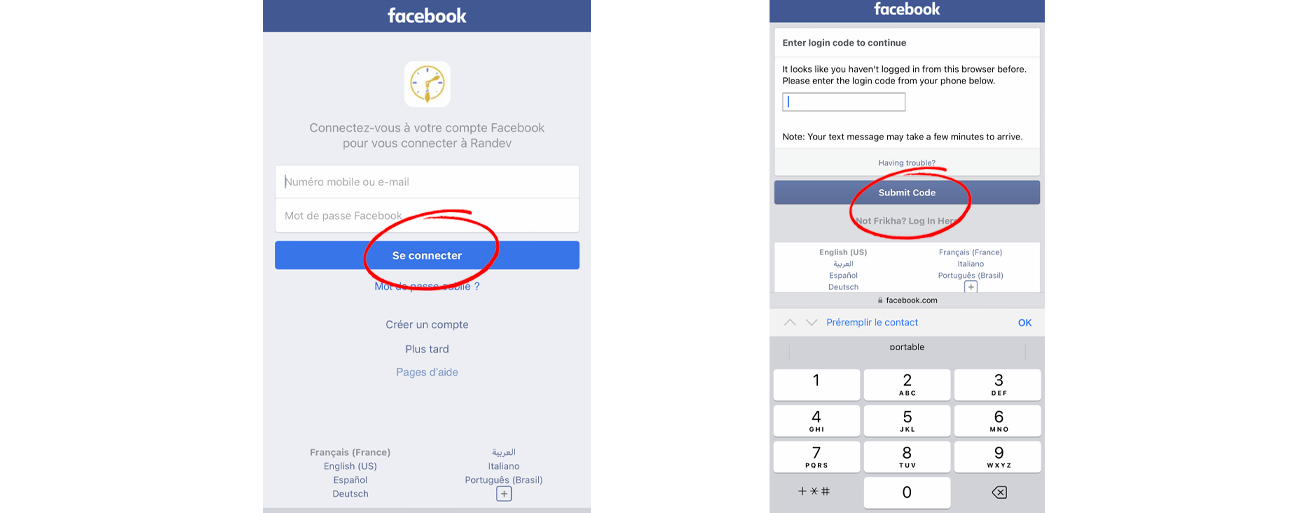 facebook
Connectez-vous à votre compte Facebook
pour vous connecter à Randev
Numéro mobile ou e-mail
Mot de passe Facebook
Se connecter
Mot de passe oublié ?
Créer un compte
Plus tard
Pages d'aide
Français (France) العربية
English (US) Italiano
Español Português (Brasil)
Deutsch +
facebook
Enter login code to continue
It looks like you haven't logged in from this browser before.
Please enter the login code from your phone below.
Note: Your text message may take a few minutes to arrive.
Having trouble?
Submit Code
Not Frikha? Log In Here
English (US) Français (France)
العربية Italiano
Español Português (Brasil)
Deutsch +
facebook.com
Préremplir le contact OK
portable
1 2 3
ABC DEF
4 5 6
GHI JKL MNO
7 8 9
PQRS TUV WXYZ
+*# 0